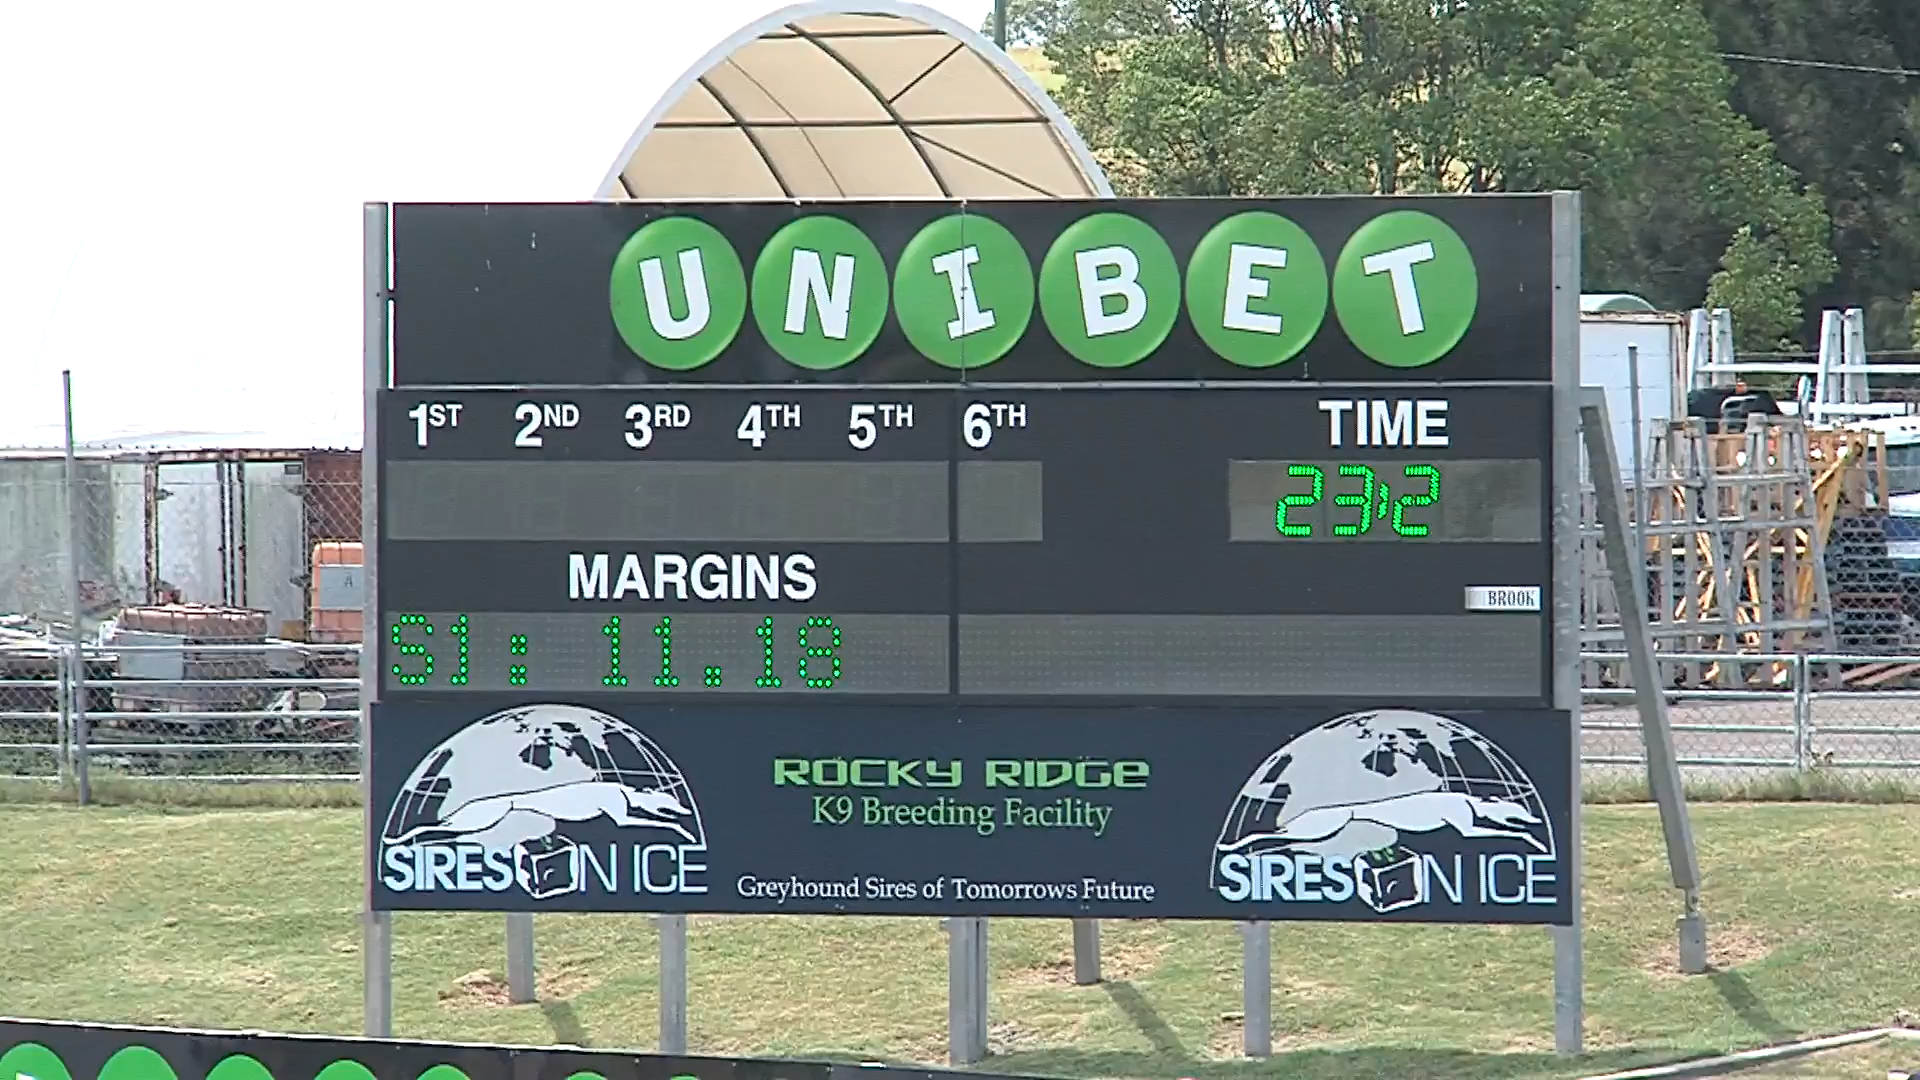 UNIBET
1ST 2ND 3RD 4TH 5TH 6TH TIME
23:2
MARGINS
BROOK
S1: 11.18
ROCKY RIDGE
K9 Breeding Facility
SIRES ON ICE
Greyhound Sires of Tomorrows Future
SIRES ON ICE